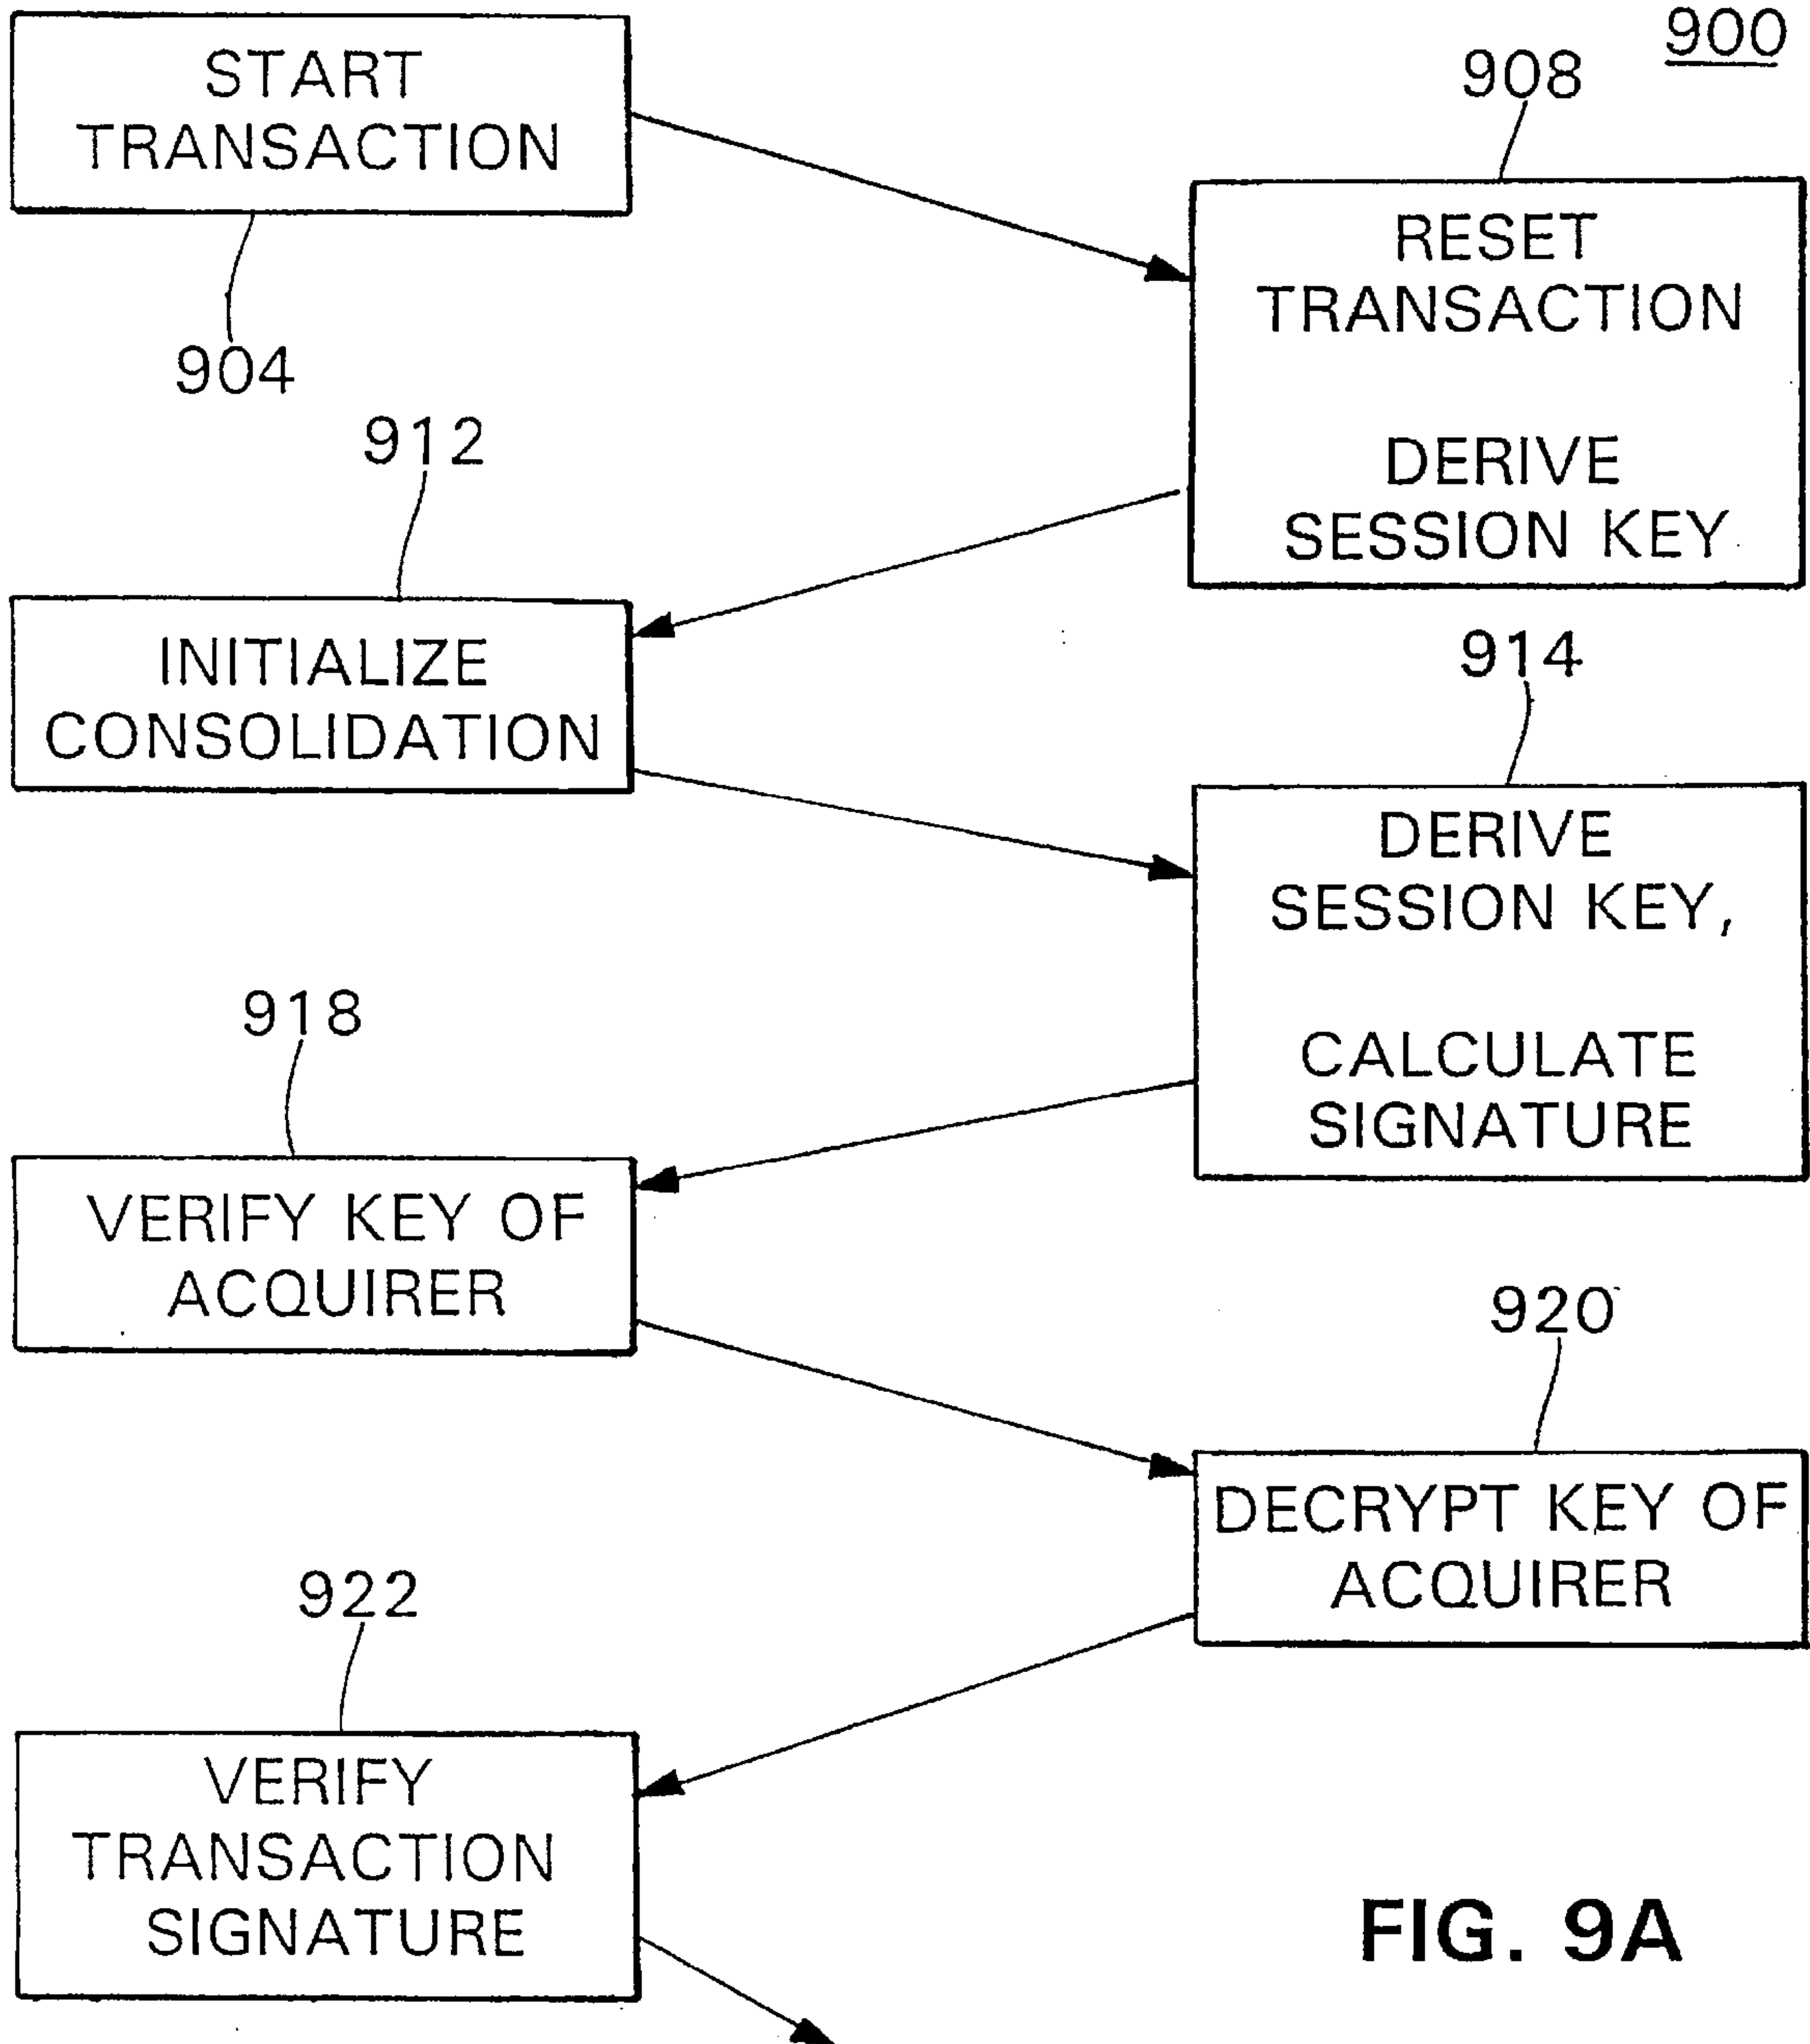 900
START
TRANSACTION
904
908
RESET
TRANSACTION
DERIVE
SESSION KEY
912
INITIALIZE
CONSOLIDATION
914
DERIVE
SESSION KEY,
CALCULATE
SIGNATURE
918
VERIFY KEY OF
ACQUIRER
920
DECRYPT KEY OF
ACQUIRER
922
VERIFY
TRANSACTION
SIGNATURE
FIG. 9A